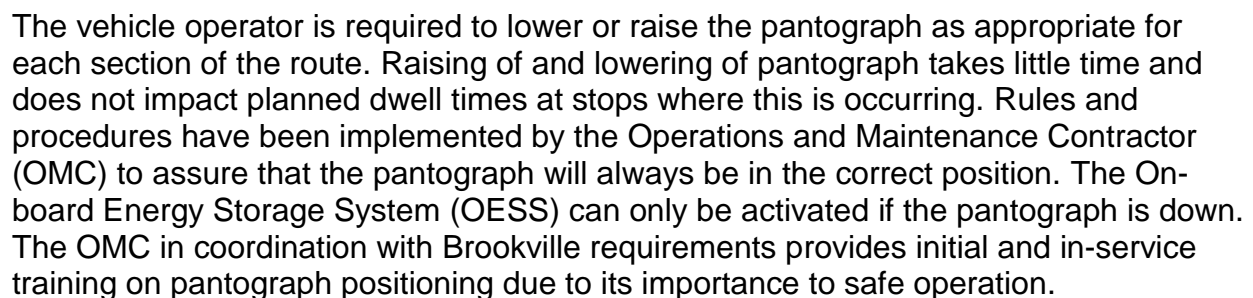 The vehicle operator is required to lower or raise the pantograph as appropriate for
each section of the route. Raising of and lowering of pantograph takes little time and
does not impact planned dwell times at stops where this is occurring. Rules and
procedures have been implemented by the Operations and Maintenance Contractor
(OMC) to assure that the pantograph will always be in the correct position. The On-
board Energy Storage System (OESS) can only be activated if the pantograph is down.
The OMC in coordination with Brookville requirements provides initial and in-service
training on pantograph positioning due to its importance to safe operation.